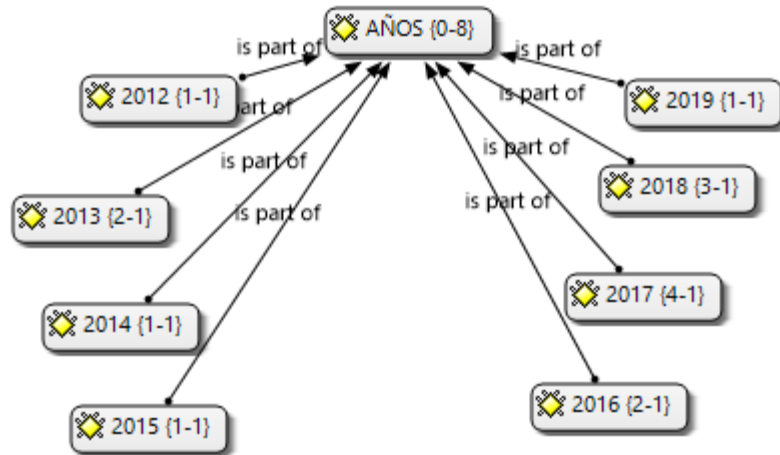 AÑOS {0-8}
is part of
is part of
2012 {1-1}
2019 {1-1}
part of
is part of
is part of
is part of
2018 {3-1}
2013 {2-1}
is part of
is part of
2017 {4-1}
2014 {1-1}
2016 {2-1}
2015 {1-1}